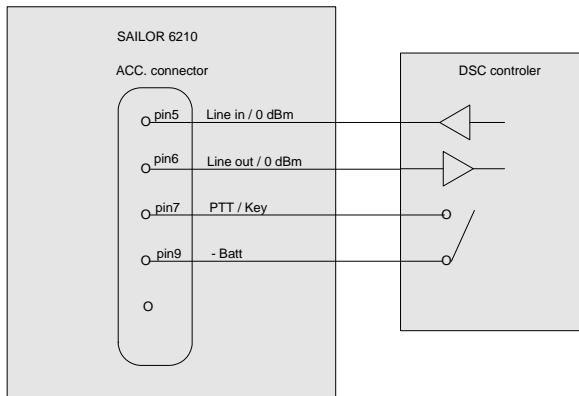 SAILOR 6210
ACC. connector
DSC controler
pin5 Line in / 0 dBm
pin6 Line out / 0 dBm
pin7 PTT / Key
pin9 - Batt